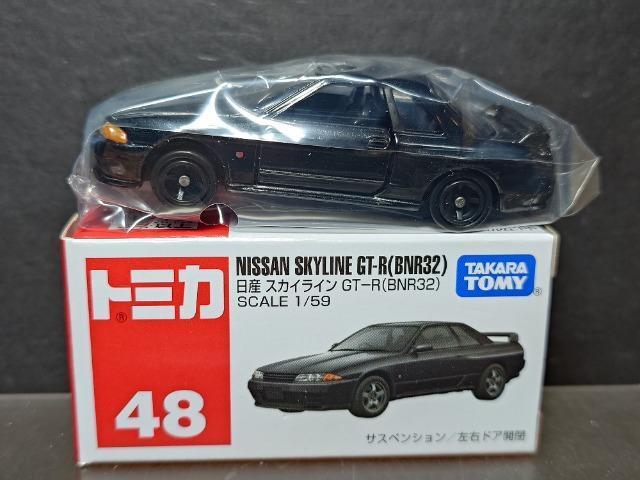 トミカ
NISSAN SKYLINE GT-R(BNR32)
日産 スカイライン GT-R(BNR32)
SCALE 1/59
TAKARA
TOMY
48
サスペンション/左右ドア開閉